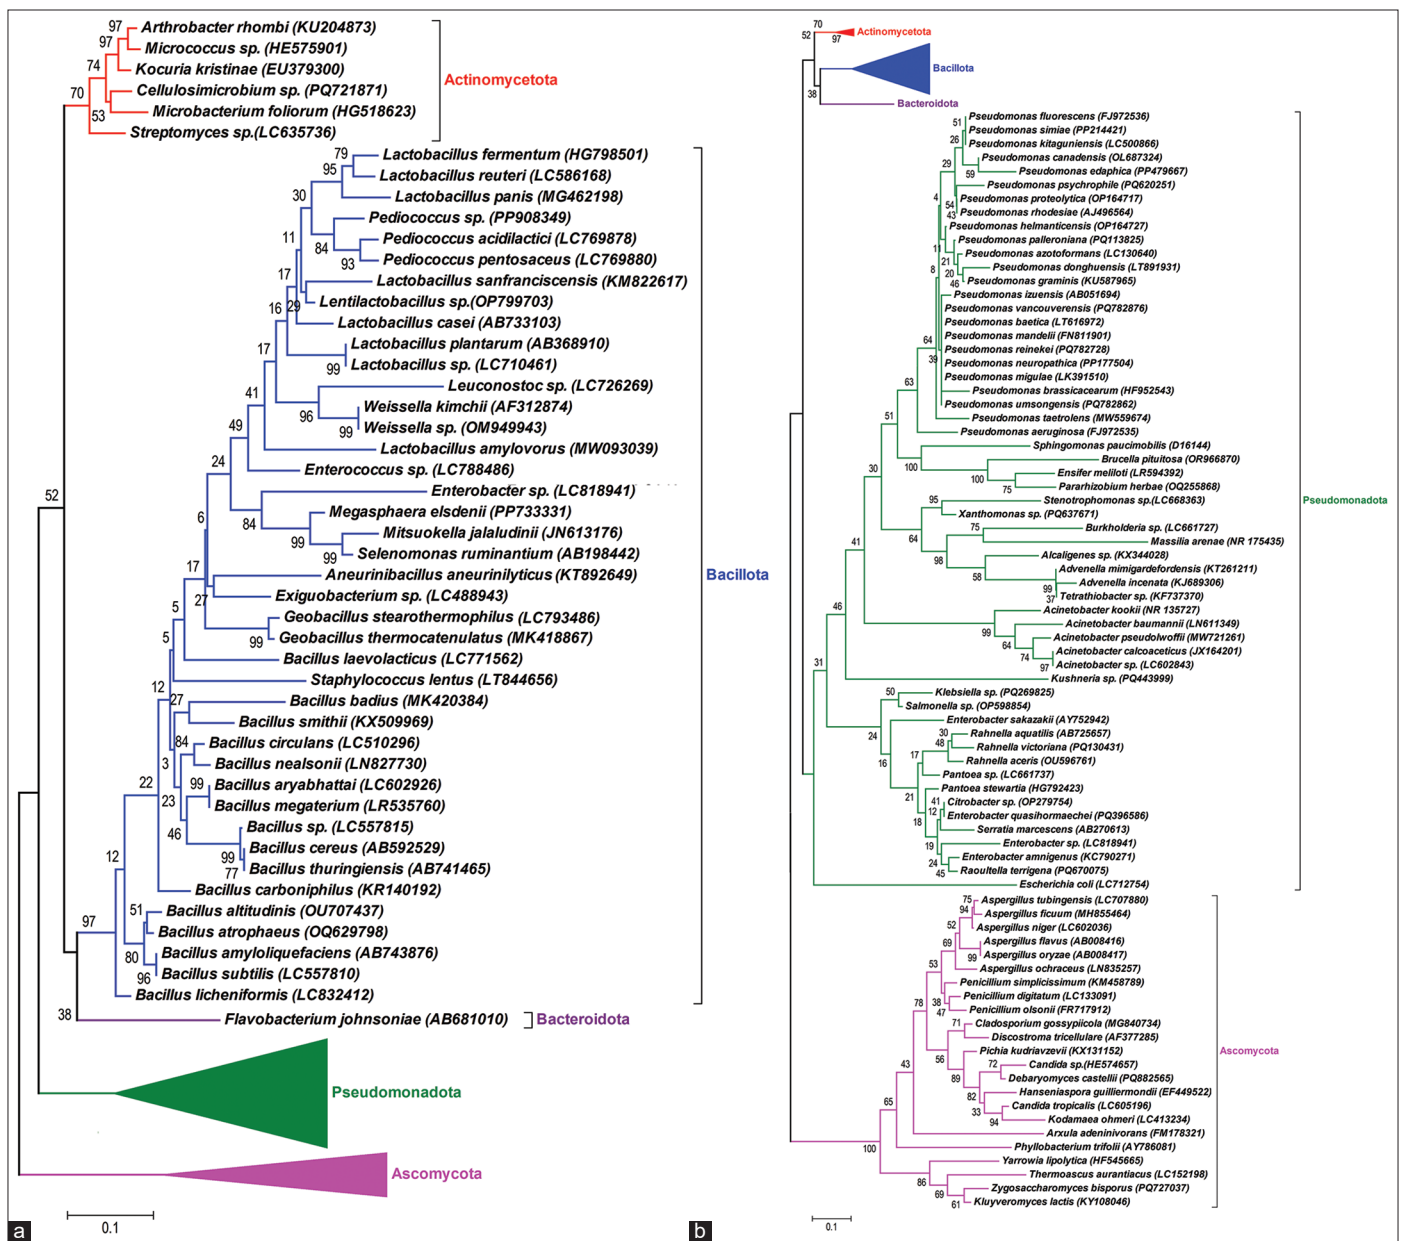 97
Arthrobacter rhombi (KU204873)
97
Micrococcus sp. (HE575901)
74
Kocuria kristinae (EU379300)
Actinomycetota
70
Cellulosimicrobium sp. (PQ721871)
53
Microbacterium foliorum (HG518623)
Streptomyces sp.(LC635736)
79
Lactobacillus fermentum (HG798501)
95
Lactobacillus reuteri (LC586168)
30
Lactobacillus panis (MG462198)
Pediococcus sp. (PP908349)
11
84
Pediococcus acidilactici (LC769878)
93
Pediococcus pentosaceus (LC769880)
17
Lactobacillus sanfranciscensis (KM822617)
16
29
Lentilactobacillus sp.(OP799703)
Lactobacillus casei (AB733103)
17
Lactobacillus plantarum (AB368910)
99
Lactobacillus sp. (LC710461)
41
Leuconostoc sp. (LC726269)
96
Weissella kimchii (AF312874)
99
Weissella sp. (OM949943)
49
Lactobacillus amylovorus (MW093039)
24
Enterococcus sp. (LC788486)
52
Enterobacter sp. (LC818941)
6
84
Megasphaera elsdenii (PP733331)
99
Mitsuokella jalaludinii (JN613176)
99
Selenomonas ruminantium (AB198442)
17
Aneurinibacillus aneurinilyticus (KT892649)
Bacillota
27
Exiguobacterium sp. (LC488943)
5
Geobacillus stearothermophilus (LC793486)
99
Geobacillus thermocatenulatus (MK418867)
5
Bacillus laevolacticus (LC771562)
12
Staphylococcus lentus (LT844656)
27
Bacillus badius (MK420384)
Bacillus smithii (KX509969)
84
Bacillus circulans (LC510296)
3
Bacillus nealsonii (LN827730)
22
99
Bacillus aryabhattai (LC602926)
23
Bacillus megaterium (LR535760)
46
Bacillus sp. (LC557815)
99
Bacillus cereus (AB592529)
12
77
Bacillus thuringiensis (AB741465)
Bacillus carboniphilus (KR140192)
97
51
Bacillus altitudinis (OU707437)
Bacillus atrophaeus (OQ629798)
80
Bacillus amyloliquefaciens (AB743876)
96
Bacillus subtilis (LC557810)
Bacillus licheniformis (LC832412)
38
Flavobacterium johnsoniae (AB681010)
Bacteroidota
Pseudomonadota
Ascomycota
0.1
a
70
52
97
Actinomycetota
Bacillota
38
Bacteroidota
51
Pseudomonas fluorescens (FJ972536)
Pseudomonas simiae (PP214421)
26
Pseudomonas kitaguniensis (LC500866)
Pseudomonas canadensis (OL687324)
29
59
Pseudomonas edaphica (PP479667)
Pseudomonas psychrophile (PQ620251)
4
54
Pseudomonas proteolytica (OP164717)
43
Pseudomonas rhodesiae (AJ496564)
Pseudomonas helmanticensis (OP164727)
11
Pseudomonas palleroniana (PQ113825)
21
Pseudomonas azotoformans (LC130640)
8
20
Pseudomonas donghuensis (LT891931)
46
Pseudomonas graminis (KU587965)
Pseudomonas izuensis (AB051694)
Pseudomonas vancouverensis (PQ782876)
Pseudomonas baetica (LT616972)
64
Pseudomonas mandelii (FN811901)
39
Pseudomonas reinekei (PQ782728)
Pseudomonas neuropathica (PP177504)
Pseudomonas migulae (LK391510)
63
Pseudomonas brassicacearum (HF952543)
Pseudomonas umsongensis (PQ782862)
51
Pseudomonas taetrolens (MW559674)
Pseudomonas aeruginosa (FJ972535)
Sphingomonas paucimobilis (D16144)
100
Brucella pituitosa (OR966870)
30
100
Ensifer meliloti (LR594392)
75
Pararhizobium herbae (OQ255868)
95
Stenotrophomonas sp.(LC668363)
Pseudomonadota
Xanthomonas sp. (PQ637671)
75
Burkholderia sp. (LC661727)
64
Massilia arenae (NR 175435)
41
98
Alcaligenes sp. (KX344028)
58
Advenella mimigardefordensis (KT261211)
99
Advenella incenata (KJ689306)
37
Tetrathiobacter sp. (KF737370)
46
Acinetobacter kookii (NR 135727)
99
Acinetobacter baumannii (LN611349)
64
Acinetobacter pseudolwoffii (MW721261)
74
Acinetobacter calcoaceticus (JX164201)
31
97
Acinetobacter sp. (LC602843)
Kushneria sp. (PQ443999)
50
Klebsiella sp. (PQ269825)
Salmonella sp. (OP598854)
24
Enterobacter sakazakii (AY752942)
30
Rahnella aquatilis (AB725657)
48
Rahnella victoriana (PQ130431)
16
17
Rahnella aceris (OU596761)
Pantoea sp. (LC661737)
21
Pantoea stewartia (HG792423)
41
Citrobacter sp. (OP279754)
12
Enterobacter quasihormaechei (PQ396586)
18
Serratia marcescens (AB270613)
19
Enterobacter sp. (LC818941)
24
Enterobacter amnigenus (KC790271)
45
Raoultella terrigena (PQ670075)
Escherichia coli (LC712754)
75
Aspergillus tubingensis (LC707880)
94
Aspergillus ficuum (MH855464)
52
Aspergillus niger (LC602036)
69
Aspergillus flavus (AB008416)
99
Aspergillus oryzae (AB008417)
53
Aspergillus ochraceus (LN835257)
Penicillium simplicissimum (KM458789)
78
38
Penicillium digitatum (LC133091)
47
Penicillium olsonii (FR717912)
71
Cladosporium gossypiicola (MG840734)
Discostroma tricellulare (AF377285)
56
Pichia kudriavzevii (KX131152)
Ascomycota
43
72
Candida sp.(HE574657)
89
Debaryomyces castellii (PQ882565)
82
Hanseniaspora guilliermondii (EF449522)
65
33
Candida tropicalis (LC605196)
94
Kodamaea ohmeri (LC413234)
Arxula adeninivorans (FM178321)
100
Phyllobacterium trifolii (AY786081)
Yarrowia lipolytica (HF545665)
86
Thermoascus aurantiacus (LC152198)
69
Zygosaccharomyces bisporus (PQ727037)
61
Kluyveromyces lactis (KY108046)
0.1
b